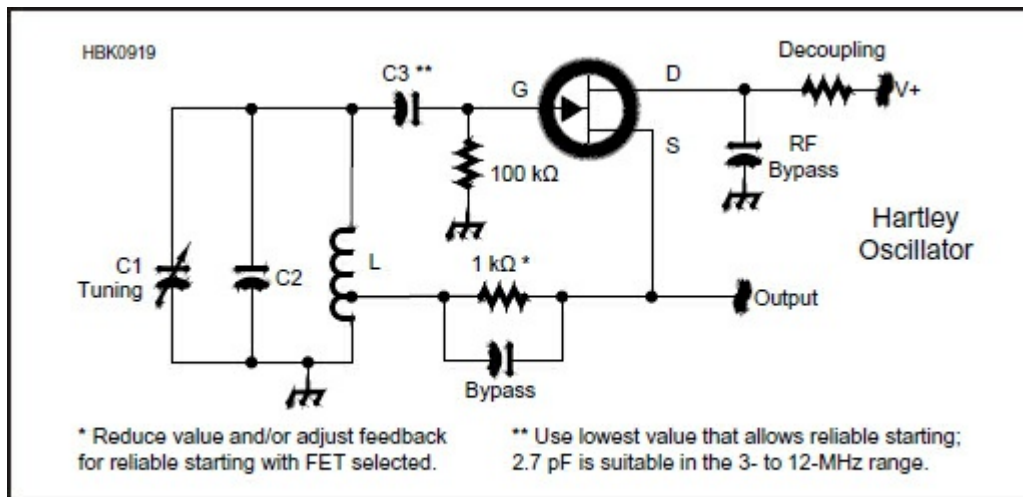 HBK0919
Decoupling
C3 **
G
D
V+
S
RF
Bypass
100 kΩ
Hartley
Oscillator
C1
Tuning
C2
L
1 kΩ *
Output
Bypass
* Reduce value and/or adjust feedback
for reliable starting with FET selected.
** Use lowest value that allows reliable starting;
2.7 pF is suitable in the 3- to 12-MHz range.